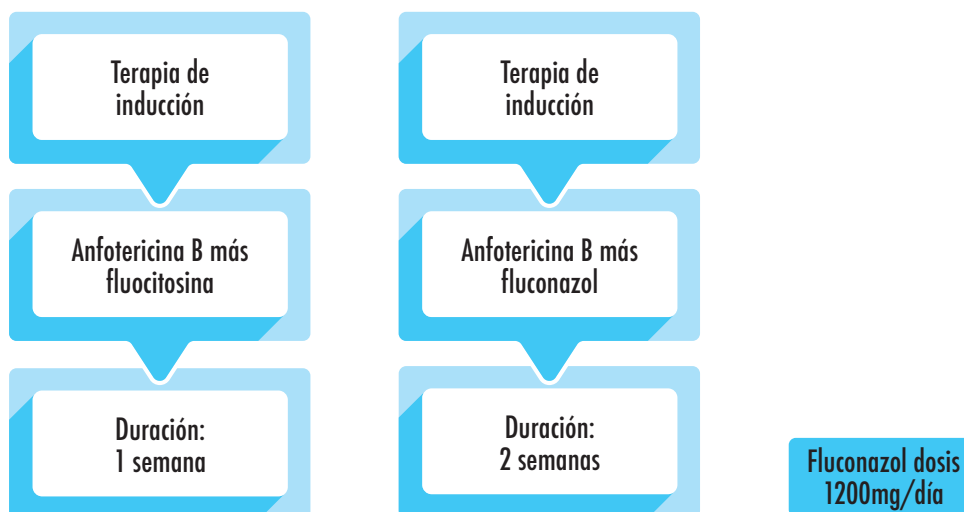 Terapia de
inducción
Anfotericina B más
fluocitosina
Duración:
1 semana
Terapia de
inducción
Anfotericina B más
fluconazol
Duración:
2 semanas
Fluconazol dosis
1200mg/día